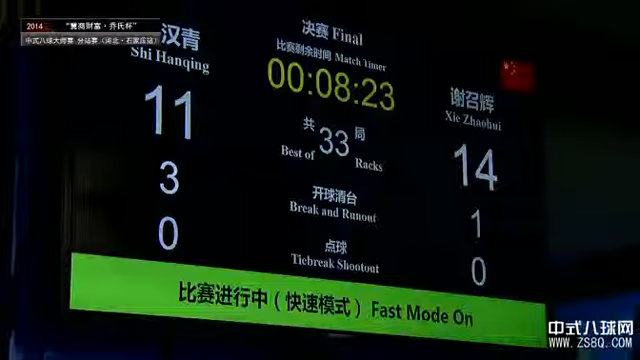 2014 "冀商财富·乔氏杯"
中式八球大师赛 分站赛（河北·石家庄站）
汉青
Shi Hanqing
决赛 Final
比赛剩余时间 Match Timer
00:08:23
谢召辉
Xie Zhaohui
11
共 33 局
Best of Racks
14
3
开球清台
Break and Runout
1
0
点球
Tiebreak Shootout
0
比赛进行中（快速模式）Fast Mode On
中式八球网
WWW.ZS8Q.COM